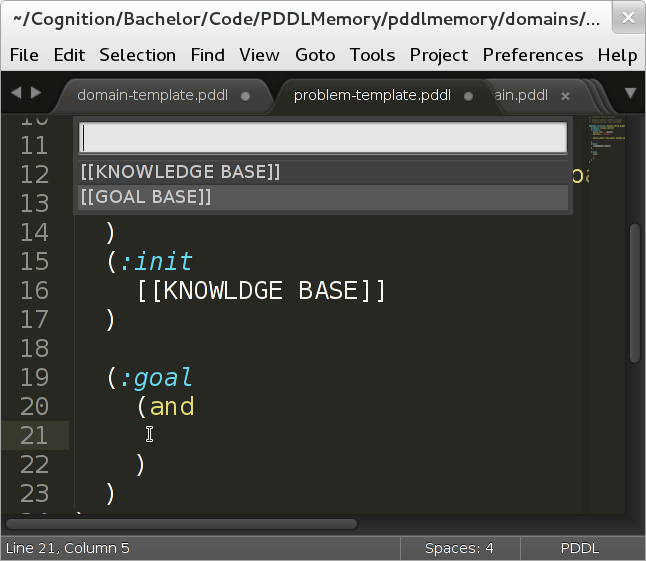 ~/Cognition/Bachelor/Code/PDDLMemory/pddlmemory/domains/...
File Edit Selection Find View Goto Tools Project Preferences Help
domain-template.pddl problem-template.pddl ain.pddl
[[KNOWLEDGE BASE]]
[[GOAL BASE]]
11
12
13
14 )
15 (:init
16 [[KNOWLDGE BASE]]
17 )
18
19 (:goal
20 (and
21
22 )
23 )
Line 21, Column 5 Spaces: 4 PDDL